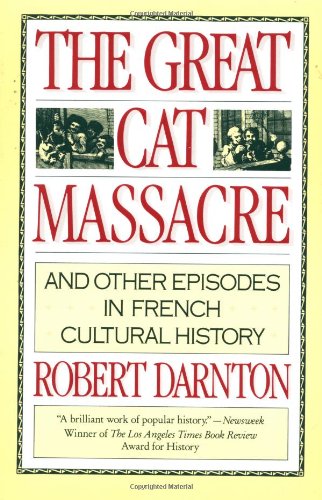 THE GREAT
CAT
MASSACRE
AND OTHER EPISODES
IN FRENCH
CULTURAL HISTORY
ROBERT DARNTON
“A brilliant work of popular history.”—Newsweek
Winner of The Los Angeles Times Book Review
Award for History